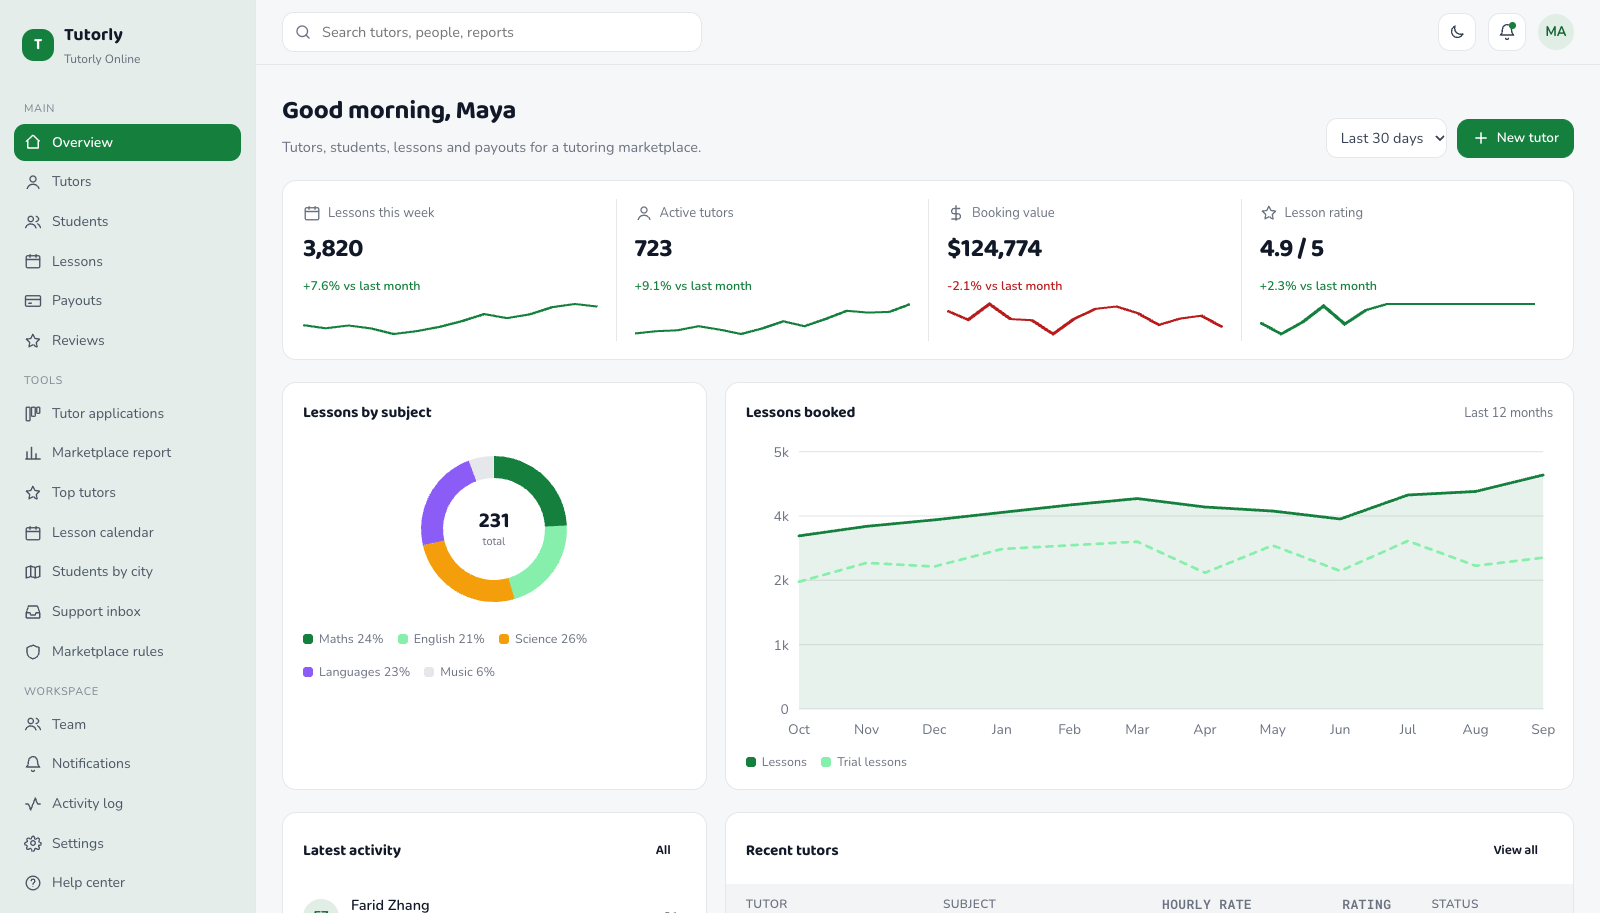 T
Tutorly
Tutorly Online
MAIN
Overview
Tutors
Students
Lessons
Payouts
Reviews
TOOLS
Tutor applications
Marketplace report
Top tutors
Lesson calendar
Students by city
Support inbox
Marketplace rules
WORKSPACE
Team
Notifications
Activity log
Settings
Help center
Search tutors, people, reports
MA
Good morning, Maya
Tutors, students, lessons and payouts for a tutoring marketplace.
Last 30 days
New tutor
Lessons this week
3,820
+7.6% vs last month
Active tutors
723
+9.1% vs last month
Booking value
$124,774
-2.1% vs last month
Lesson rating
4.9 / 5
+2.3% vs last month
Lessons by subject
231
total
Maths 24% English 21% Science 26%
Languages 23% Music 6%
Lessons booked
Last 12 months
5k
4k
2k
1k
0
Oct Nov Dec Jan Feb Mar Apr May Jun Jul Aug Sep
Lessons Trial lessons
Latest activity
All
Farid Zhang
Recent tutors
View all
TUTOR SUBJECT HOURLY RATE RATING STATUS